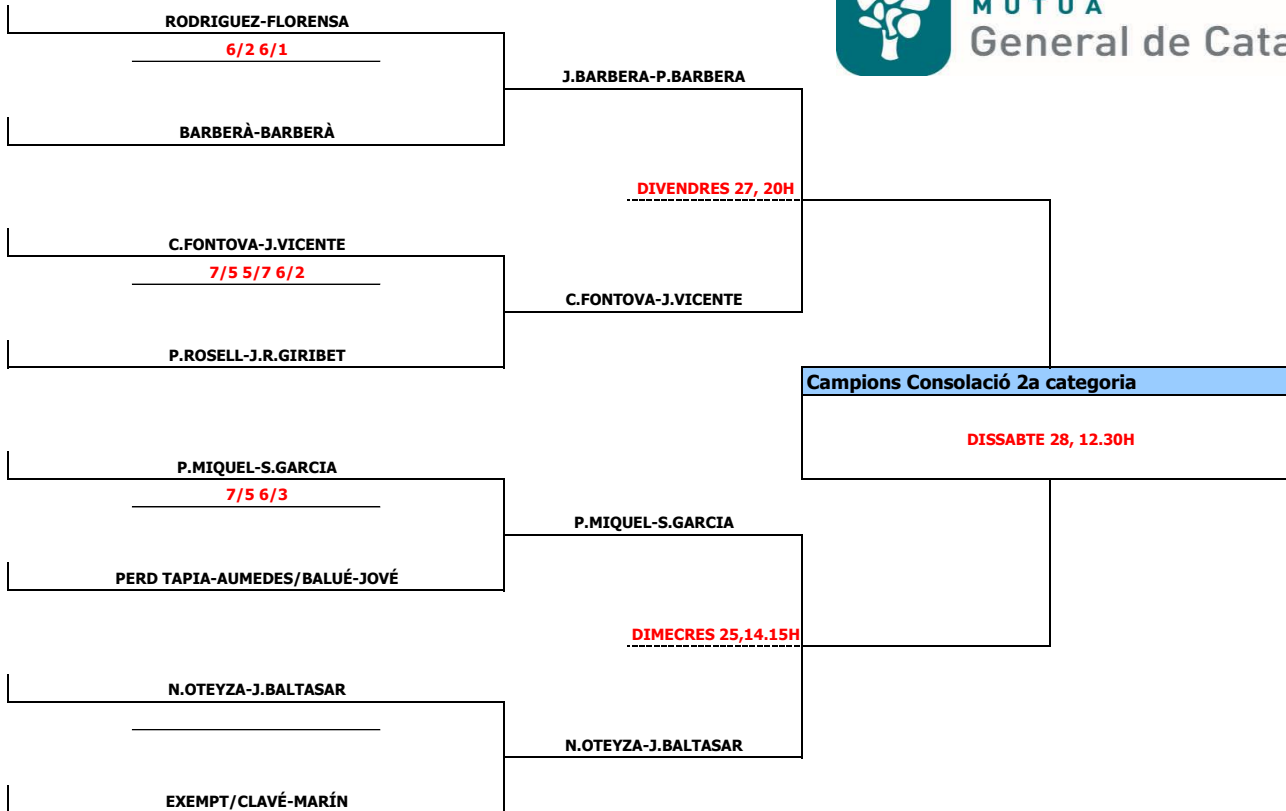 RODRIGUEZ-FLORENSA
6/2 6/1
MÚTUA
General de Cata
J.BARBERA-P.BARBERA
BARBERÀ-BARBERÀ
DIVENDRES 27, 20H
C.FONTOVA-J.VICENTE
7/5 5/7 6/2
C.FONTOVA-J.VICENTE
P.ROSELL-J.R.GIRIBET
Campions Consolació 2a categoria
DISSABTE 28, 12.30H
P.MIQUEL-S.GARCIA
7/5 6/3
P.MIQUEL-S.GARCIA
PERD TAPIA-AUMEDES/BALUÉ-JOVÉ
DIMECRES 25,14.15H
N.OTEYZA-J.BALTASAR
N.OTEYZA-J.BALTASAR
EXEMPT/CLAVÉ-MARÍN